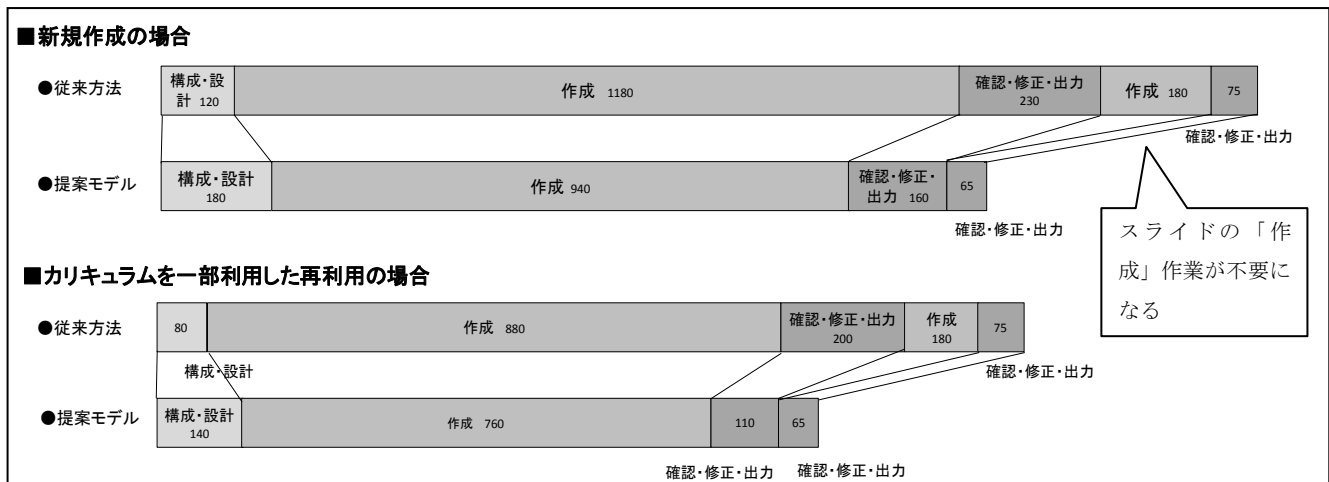 ■新規作成の場合
●従来方法
構成・設
計 120
作成 1180
確認・修正・出力
230
作成 180
75
確認・修正・出力
●提案モデル
構成・設計
180
作成 940
確認・修正・
出力 160
65
確認・修正・出力
スライドの「作
成」作業が不要に
なる
■カリキュラムを一部利用した再利用の場合
●従来方法
80
作成 880
確認・修正・出力
200
作成
180
75
構成・設計
確認・修正・出力
●提案モデル
構成・設計
140
作成 760
110
65
確認・修正・出力
確認・修正・出力